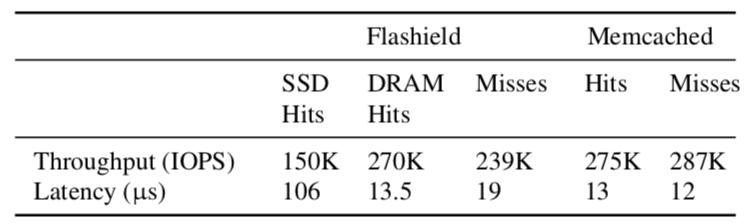 Flashield Memcached
SSD DRAM Misses Hits Misses
Hits Hits
Throughput (IOPS) 150K 270K 239K 275K 287K
Latency (μs) 106 13.5 19 13 12